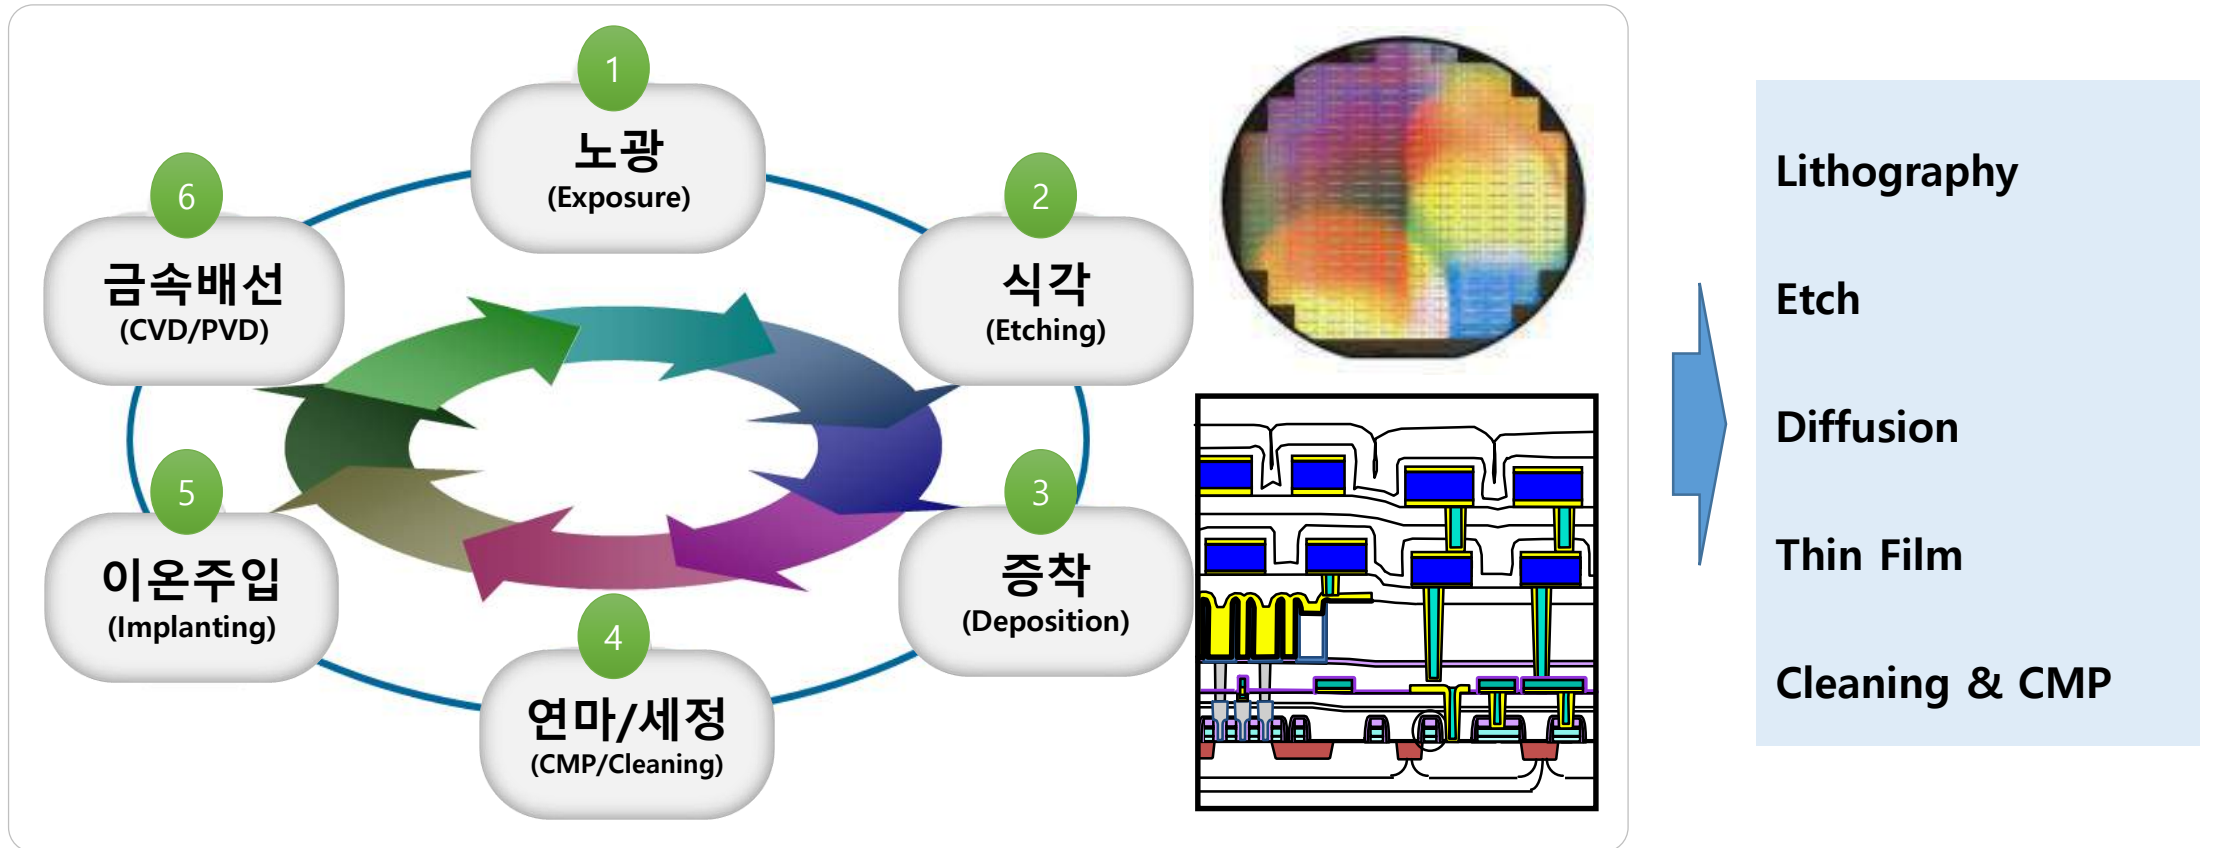 1
노광
(Exposure)
2
식각
(Etching)
3
증착
(Deposition)
4
연마/세정
(CMP/Cleaning)
5
이온주입
(Implanting)
6
금속배선
(CVD/PVD)
Lithography
Etch
Diffusion
Thin Film
Cleaning & CMP